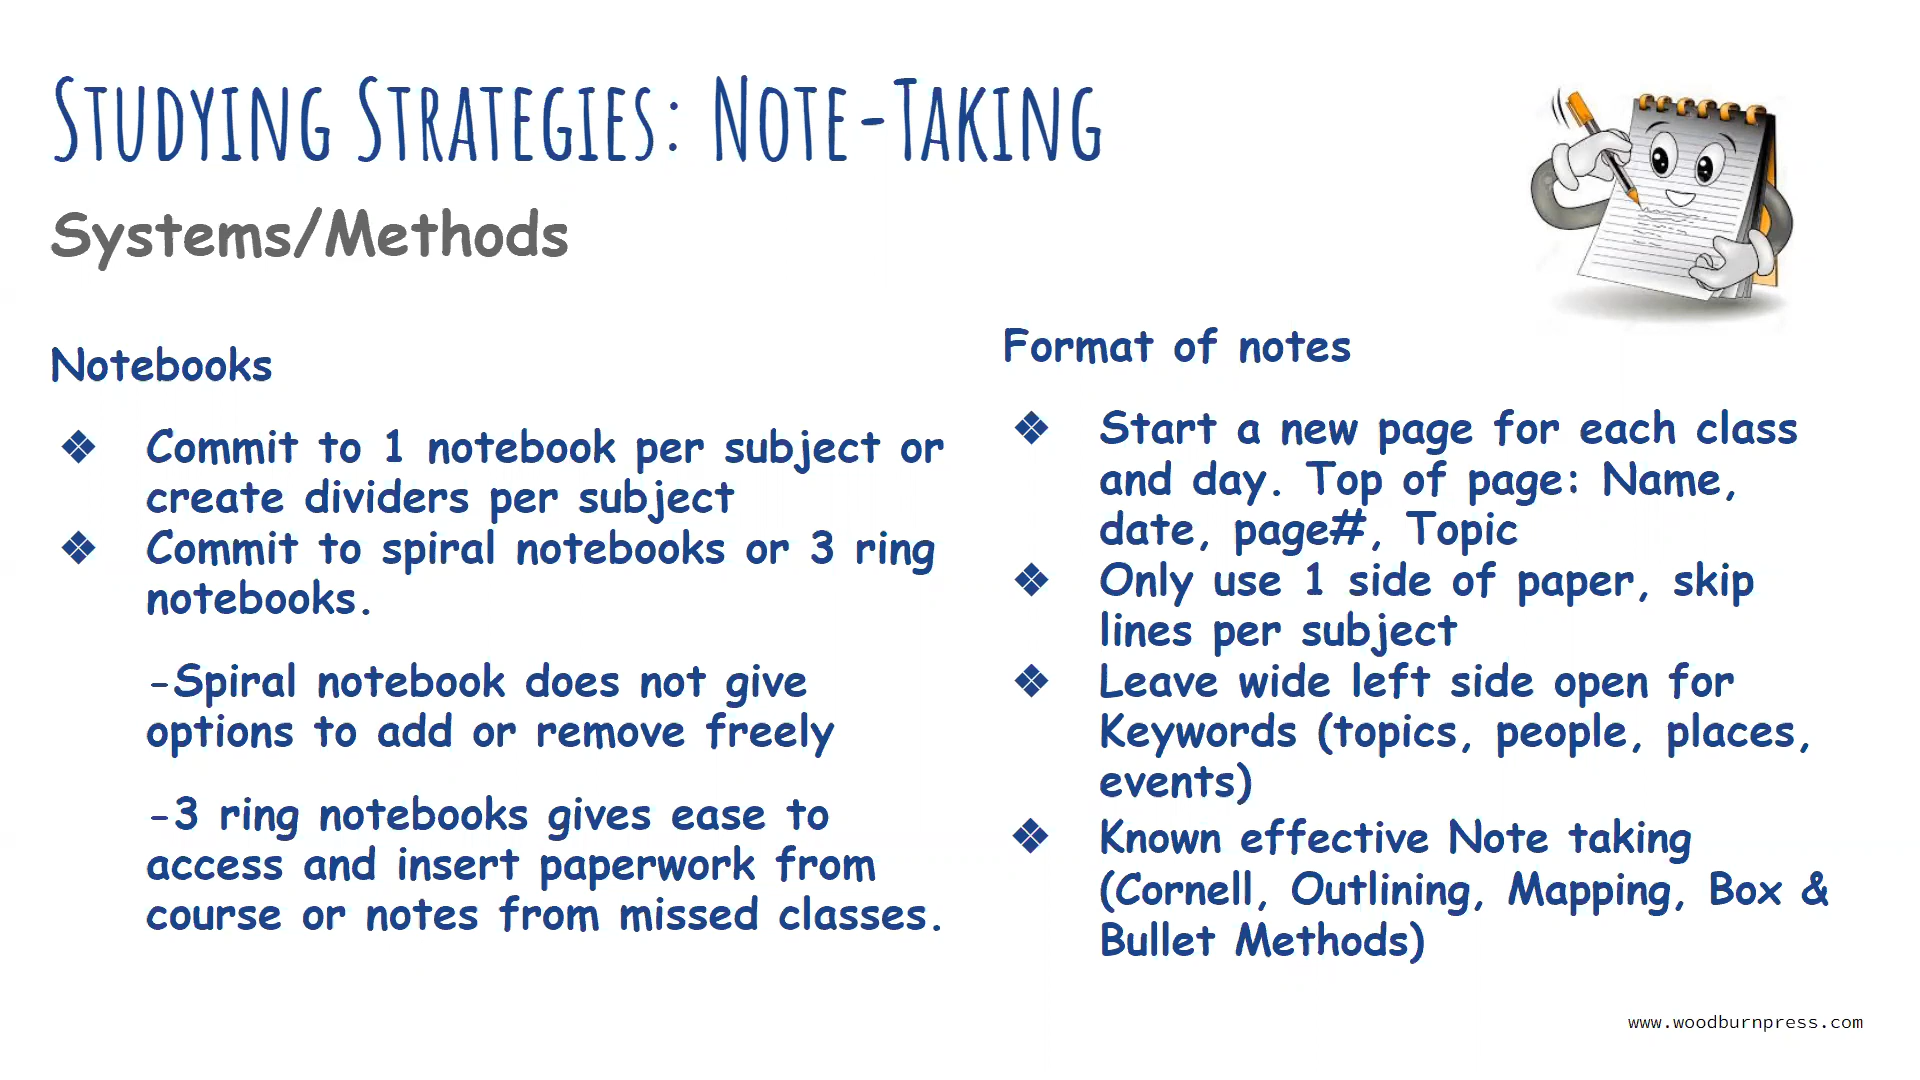 Studying Strategies: Note-Taking
Systems/Methods
Notebooks
❖ Commit to 1 notebook per subject or
create dividers per subject
❖ Commit to spiral notebooks or 3 ring
notebooks.
-Spiral notebook does not give
options to add or remove freely
-3 ring notebooks gives ease to
access and insert paperwork from
course or notes from missed classes.
Format of notes
❖ Start a new page for each class
and day. Top of page: Name,
date, page#, Topic
❖ Only use 1 side of paper, skip
lines per subject
❖ Leave wide left side open for
Keywords (topics, people, places,
events)
❖ Known effective Note taking
(Cornell, Outlining, Mapping, Box &
Bullet Methods)
www.woodburnpress.com